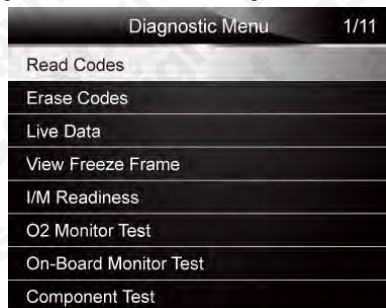 Diagnostic Menu 1/11
Read Codes
Erase Codes
Live Data
View Freeze Frame
I/M Readiness
O2 Monitor Test
On-Board Monitor Test
Component Test